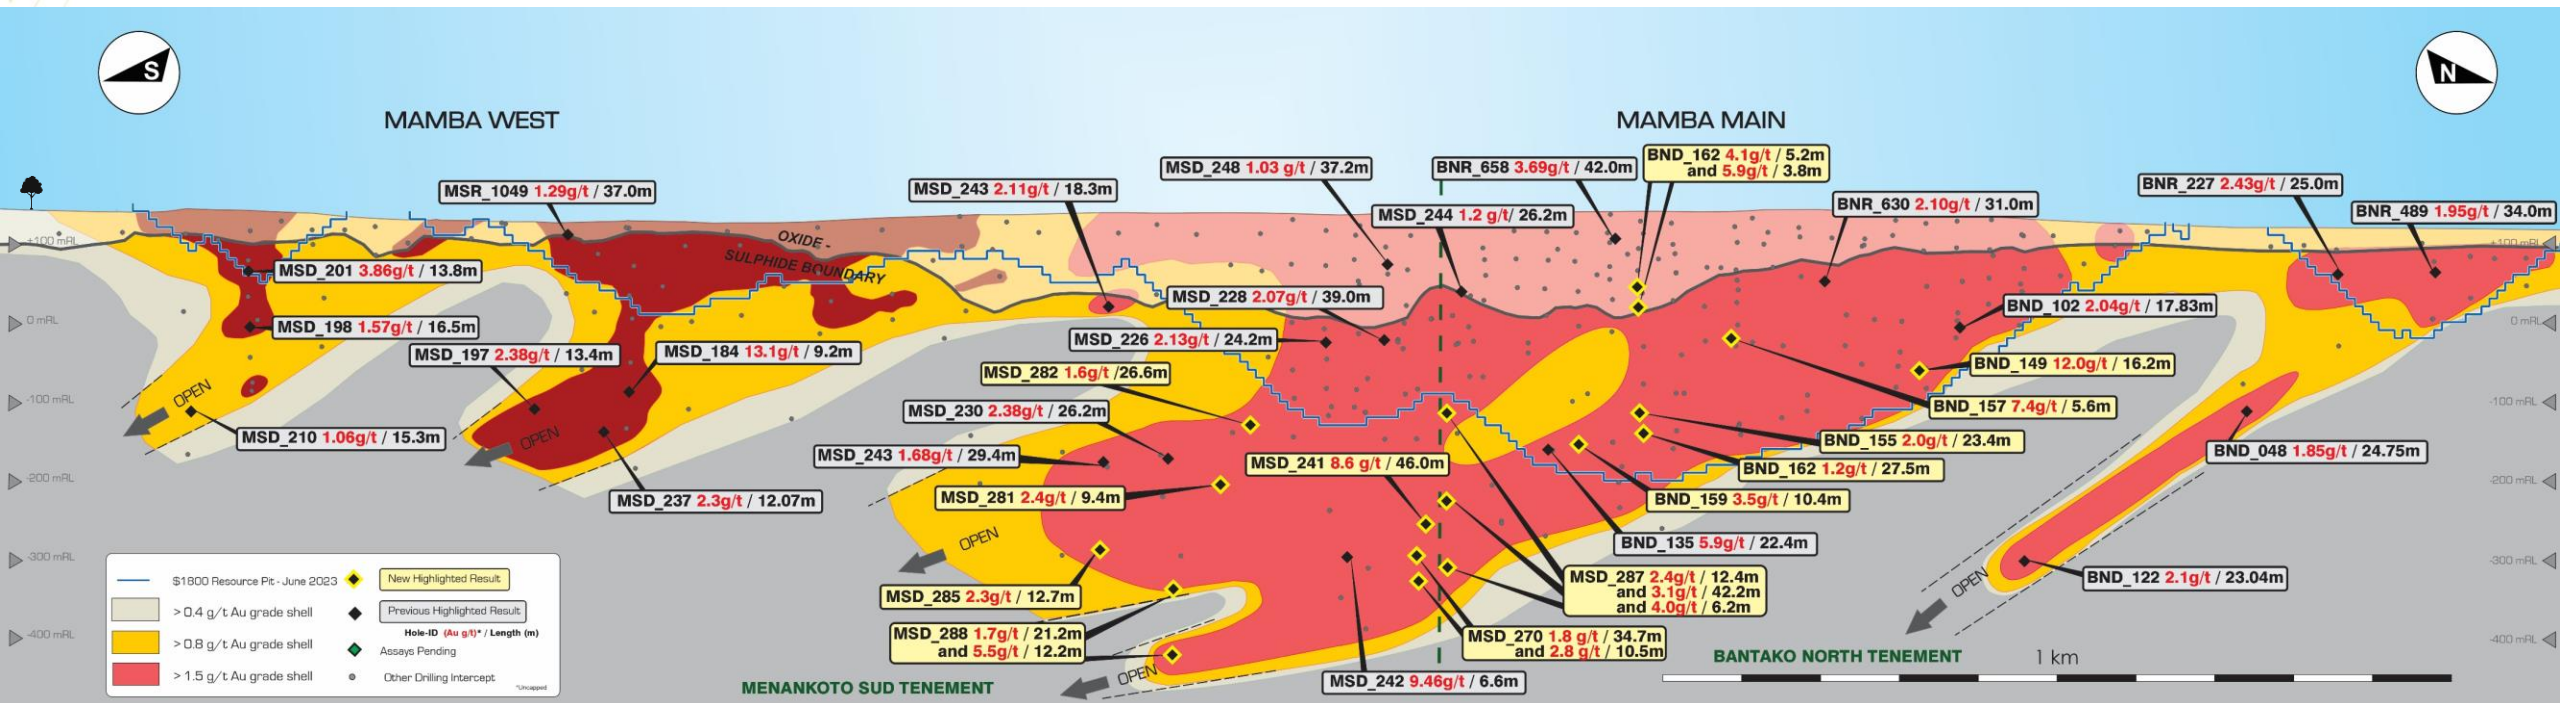 S
N
MAMBA WEST
MAMBA MAIN
MSR_1049 1.29g/t / 37.0m
MSD_243 2.11g/t / 18.3m
MSD_248 1.03 g/t / 37.2m
BNR_658 3.69g/t / 42.0m
BND_162 4.1g/t / 5.2m
and 5.9g/t / 3.8m
MSD_244 1.2 g/t/ 26.2m
BNR_630 2.10g/t / 31.0m
BNR_227 2.43g/t / 25.0m
BNR_489 1.95g/t / 34.0m
+100 mRL
+100 mRL
OXIDE -
SULPHIDE BOUNDARY
MSD_201 3.86g/t / 13.8m
MSD_228 2.07g/t / 39.0m
BND_102 2.04g/t / 17.83m
0 mRL
0 mRL
MSD_198 1.57g/t / 16.5m
MSD_197 2.38g/t / 13.4m
MSD_184 13.1g/t / 9.2m
MSD_226 2.13g/t / 24.2m
MSD_282 1.6g/t /26.6m
BND_149 12.0g/t / 16.2m
OPEN
-100 mRL
-100 mRL
MSD_230 2.38g/t / 26.2m
BND_157 7.4g/t / 5.6m
MSD_210 1.06g/t / 15.3m
OPEN
BND_155 2.0g/t / 23.4m
MSD_243 1.68g/t / 29.4m
MSD_241 8.6 g/t / 46.0m
BND_162 1.2g/t / 27.5m
BND_048 1.85g/t / 24.75m
-200 mRL
-200 mRL
MSD_237 2.3g/t / 12.07m
MSD_281 2.4g/t / 9.4m
BND_159 3.5g/t / 10.4m
OPEN
BND_135 5.9g/t / 22.4m
-300 mRL
-300 mRL
MSD_287 2.4g/t / 12.4m
and 3.1g/t / 42.2m
and 4.0g/t / 6.2m
BND_122 2.1g/t / 23.04m
OPEN
MSD_285 2.3g/t / 12.7m
MSD_288 1.7g/t / 21.2m
and 5.5g/t / 12.2m
MSD_270 1.8 g/t / 34.7m
and 2.8 g/t / 10.5m
-400 mRL
-400 mRL
OPEN
MSD_242 9.46g/t / 6.6m
MENANKOTO SUD TENEMENT
BANTAKO NORTH TENEMENT
1 km
$1800 Resource Pit - June 2023
> 0.4 g/t Au grade shell
> 0.8 g/t Au grade shell
> 1.5 g/t Au grade shell
New Highlighted Result
Previous Highlighted Result
Hole-ID (Au g/t)* / Length (m)
Assays Pending
Other Drilling Intercept
*Uncapped